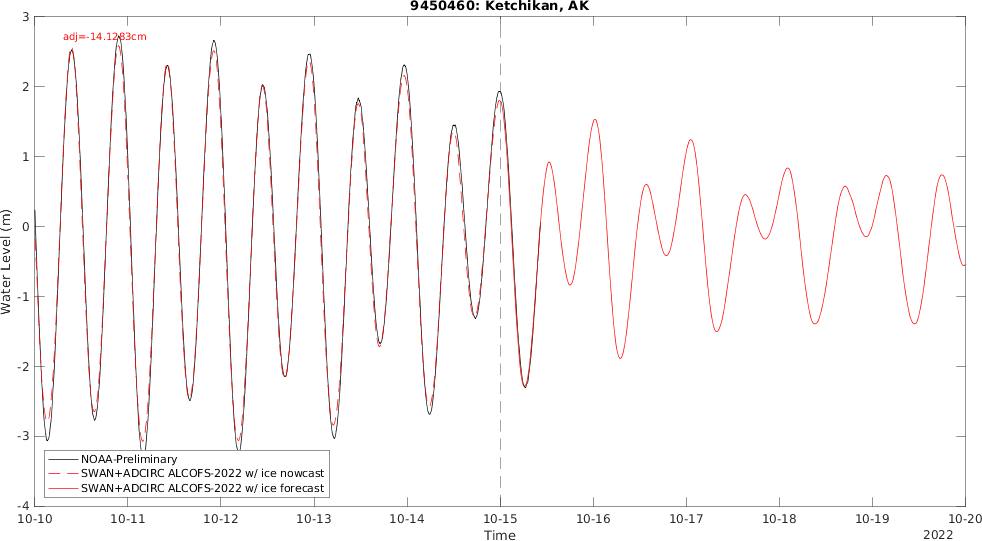 9450460: Ketchikan, AK
adj=-14.1283cm
3
2
1
0
-1
-2
-3
-4
Water Level (m)
NOAA-Preliminary
SWAN+ADCIRC ALCOFS-2022 w/ ice nowcast
SWAN+ADCIRC ALCOFS-2022 w/ ice forecast
10-10 10-11 10-12 10-13 10-14 10-15 10-16 10-17 10-18 10-19 10-20
Time
2022